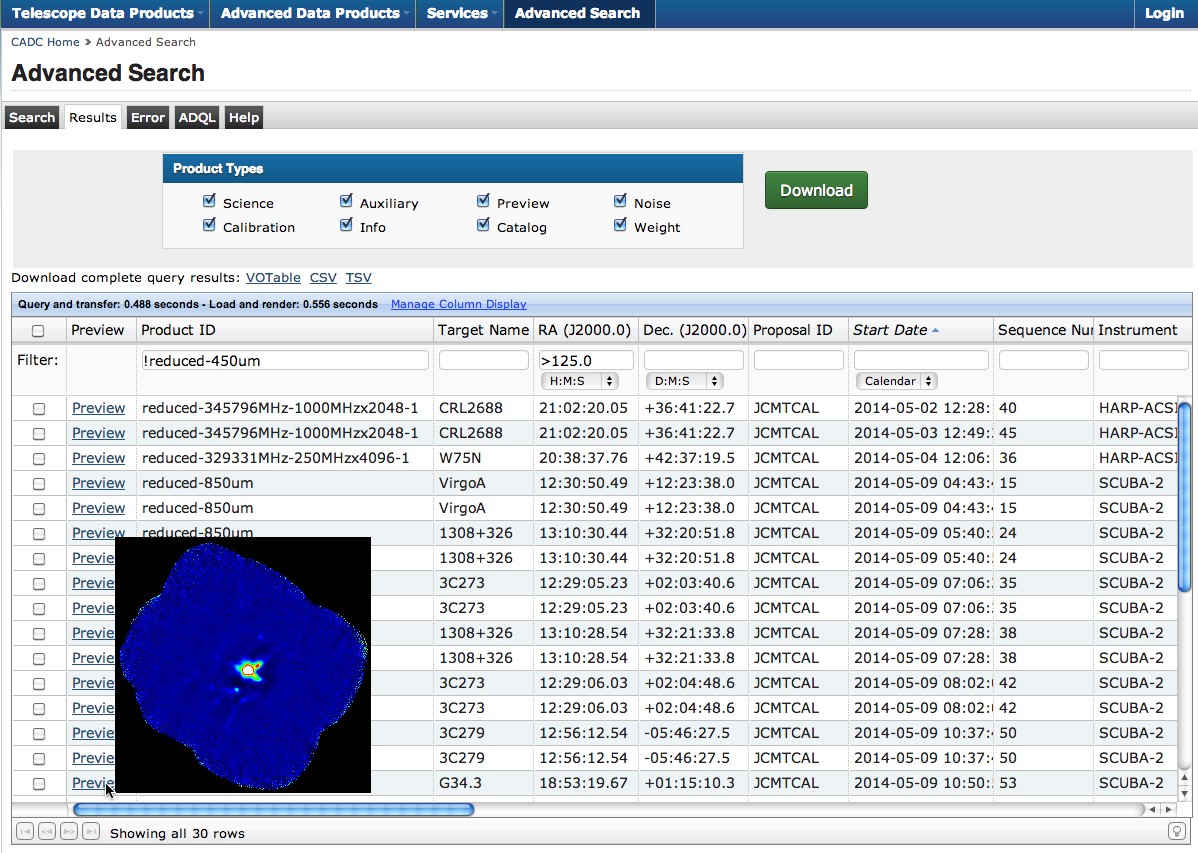 Telescope Data Products Advanced Data Products Services Advanced Search Login
CADC Home » Advanced Search
Advanced Search
Search Results Error ADQL Help
Product Types
Download
Science Auxiliary Preview Noise
Calibration Info Catalog Weight
Download complete query results: VOTable CSV TSV
Query and transfer: 0.488 seconds - Load and render: 0.556 seconds Manage Column Display
Preview Product ID Target Name RA (J2000.0) Dec. (J2000.0) Proposal ID Start Date Sequence Nur Instrument
Filter: !reduced-450um >125.0
H:M:S D:M:S Calendar
Preview reduced-345796MHz-1000MHzx2048-1 CRL2688 21:02:20.05 +36:41:22.7 JCMTCAL 2014-05-02 12:28: 40 HARP-ACSI
Preview reduced-345796MHz-1000MHzx2048-1 CRL2688 21:02:20.05 +36:41:22.7 JCMTCAL 2014-05-03 12:49: 45 HARP-ACSI
Preview reduced-329331MHz-250MHzx4096-1 W75N 20:38:37.76 +42:37:19.5 JCMTCAL 2014-05-04 12:06: 36 HARP-ACSI
Preview reduced-850um VirgoA 12:30:50.49 +12:23:38.0 JCMTCAL 2014-05-09 04:43: 15 SCUBA-2
Preview reduced-850um VirgoA 12:30:50.49 +12:23:38.0 JCMTCAL 2014-05-09 04:43: 15 SCUBA-2
Preview reduced-850um 1308+326 13:10:30.44 +32:20:51.8 JCMTCAL 2014-05-09 05:40: 24 SCUBA-2
Previe 1308+326 13:10:30.44 +32:20:51.8 JCMTCAL 2014-05-09 05:40: 24 SCUBA-2
Previe 3C273 12:29:05.23 +02:03:40.6 JCMTCAL 2014-05-09 07:06: 35 SCUBA-2
Previe 3C273 12:29:05.23 +02:03:40.6 JCMTCAL 2014-05-09 07:06: 35 SCUBA-2
Previe 1308+326 13:10:28.54 +32:21:33.8 JCMTCAL 2014-05-09 07:28: 38 SCUBA-2
Previe 1308+326 13:10:28.54 +32:21:33.8 JCMTCAL 2014-05-09 07:28: 38 SCUBA-2
Previe 3C273 12:29:06.03 +02:04:48.6 JCMTCAL 2014-05-09 08:02: 42 SCUBA-2
Previe 3C273 12:29:06.03 +02:04:48.6 JCMTCAL 2014-05-09 08:02: 42 SCUBA-2
Previe 3C279 12:56:12.54 -05:46:27.5 JCMTCAL 2014-05-09 10:37: 50 SCUBA-2
Previe 3C279 12:56:12.54 -05:46:27.5 JCMTCAL 2014-05-09 10:37: 50 SCUBA-2
Previe G34.3 18:53:19.67 +01:15:10.3 JCMTCAL 2014-05-09 10:50: 53 SCUBA-2
Showing all 30 rows